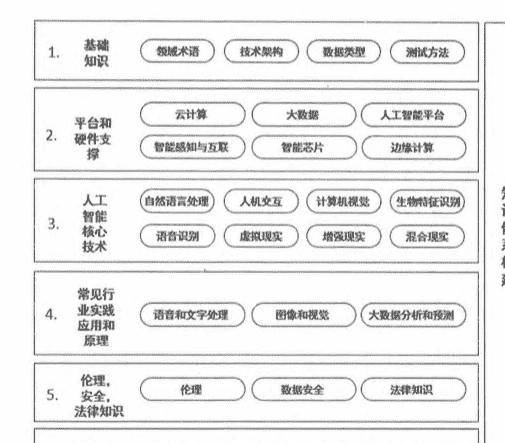 1.
基础
知识
领域术语 技术架构 数据类型 测试方法
2.
平台和
硬件支
撑
云计算 大数据 人工智能平台
智能感知与互联 智能芯片 边缘计算
3.
人工
智能
核心
技术
自然语言处理 人机交互 计算机视觉 生物特征识别
语音识别 虚拟现实 增强现实 混合现实
4.
常见行
业实践
应用和
原理
语音和文字处理 图像和视觉 大数据分析和预测
5.
伦理，
安全，
法律知识
伦理 数据安全 法律知识